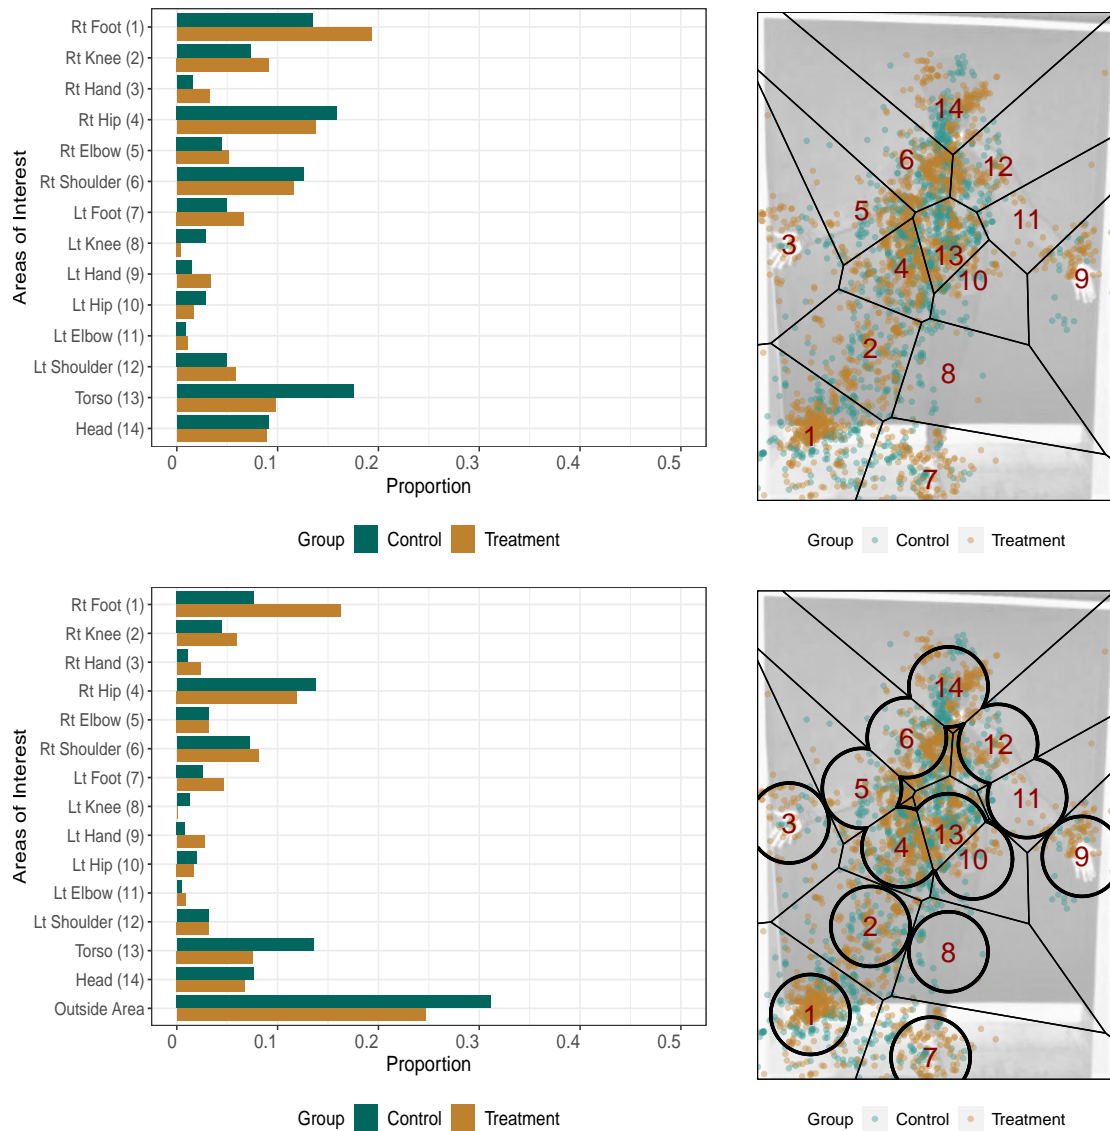 Areas of Interest
Rt Foot (1)
Rt Knee (2)
Rt Hand (3)
Rt Hip (4)
Rt Elbow (5)
Rt Shoulder (6)
Lt Foot (7)
Lt Knee (8)
Lt Hand (9)
Lt Hip (10)
Lt Elbow (11)
Lt Shoulder (12)
Torso (13)
Head (14)
0 0.1 0.2 0.3 0.4 0.5
Proportion
Group Control Treatment
14
6 12
5 11
3 13 9
4 10
2 8
1
7
Group Control Treatment
Areas of Interest
Rt Foot (1)
Rt Knee (2)
Rt Hand (3)
Rt Hip (4)
Rt Elbow (5)
Rt Shoulder (6)
Lt Foot (7)
Lt Knee (8)
Lt Hand (9)
Lt Hip (10)
Lt Elbow (11)
Lt Shoulder (12)
Torso (13)
Head (14)
Outside Area
0 0.1 0.2 0.3 0.4 0.5
Proportion
Group Control Treatment
14
6 12
5 11
3 13 9
4 10
2 8
1
7
Group Control Treatment